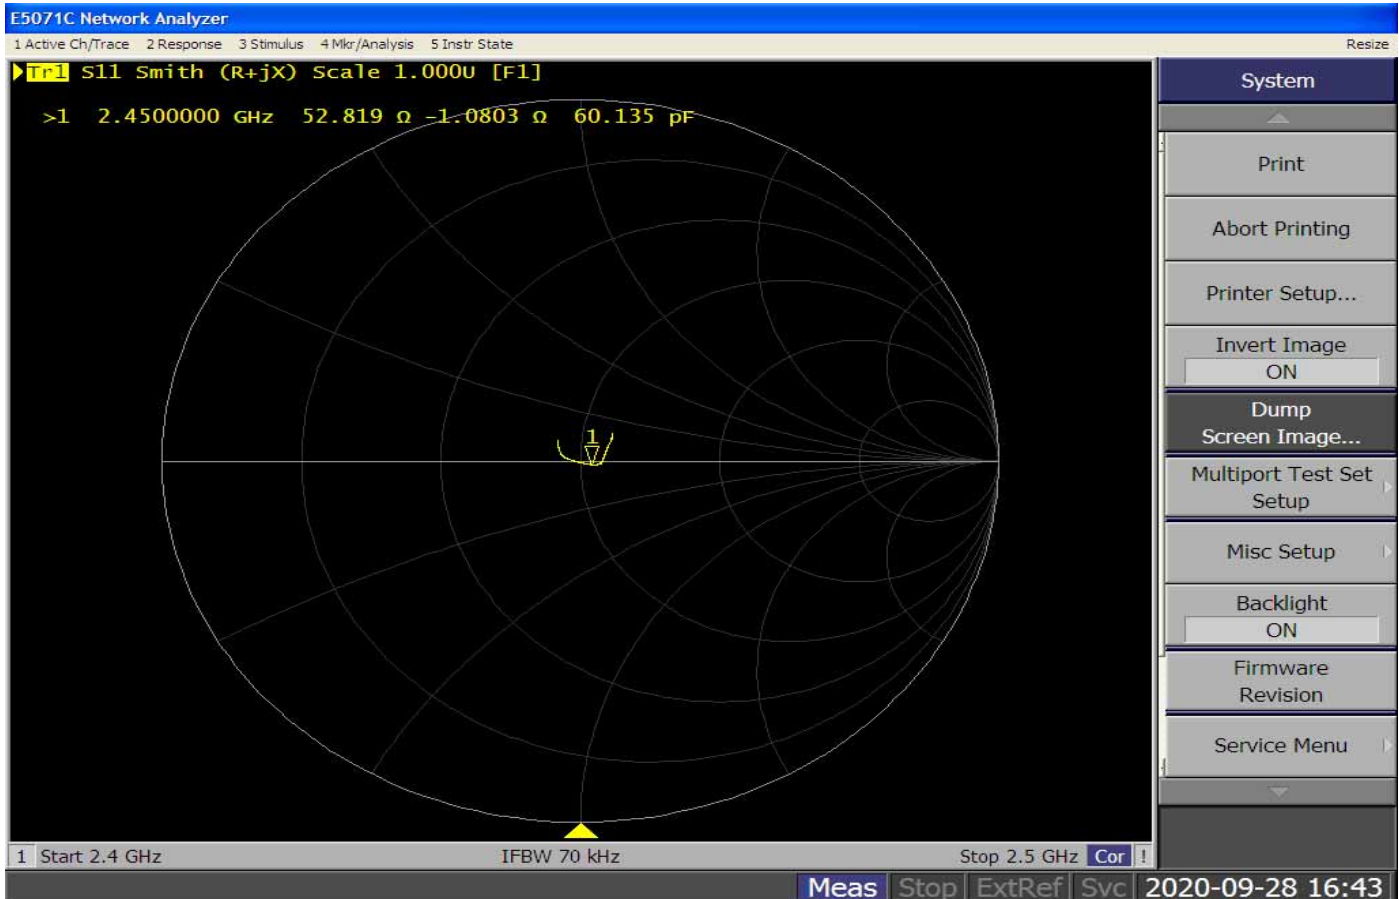 E5071C Network Analyzer
1 Active Ch/Trace 2 Response 3 Stimulus 4 Mkr/Analysis 5 Instr State Resize
Tr1 S11 Smith (R+jX) Scale 1.000U [F1]
>1 2.4500000 GHz 52.819 Ω -1.0803 Ω 60.135 pF
1
System
Print
Abort Printing
Printer Setup...
Invert Image
ON
Dump
Screen Image...
Multiport Test Set
Setup
Misc Setup
Backlight
ON
Firmware
Revision
Service Menu
1 Start 2.4 GHz IFBW 70 kHz Stop 2.5 GHz Cor !
Meas Stop ExtRef Svc 2020-09-28 16:43